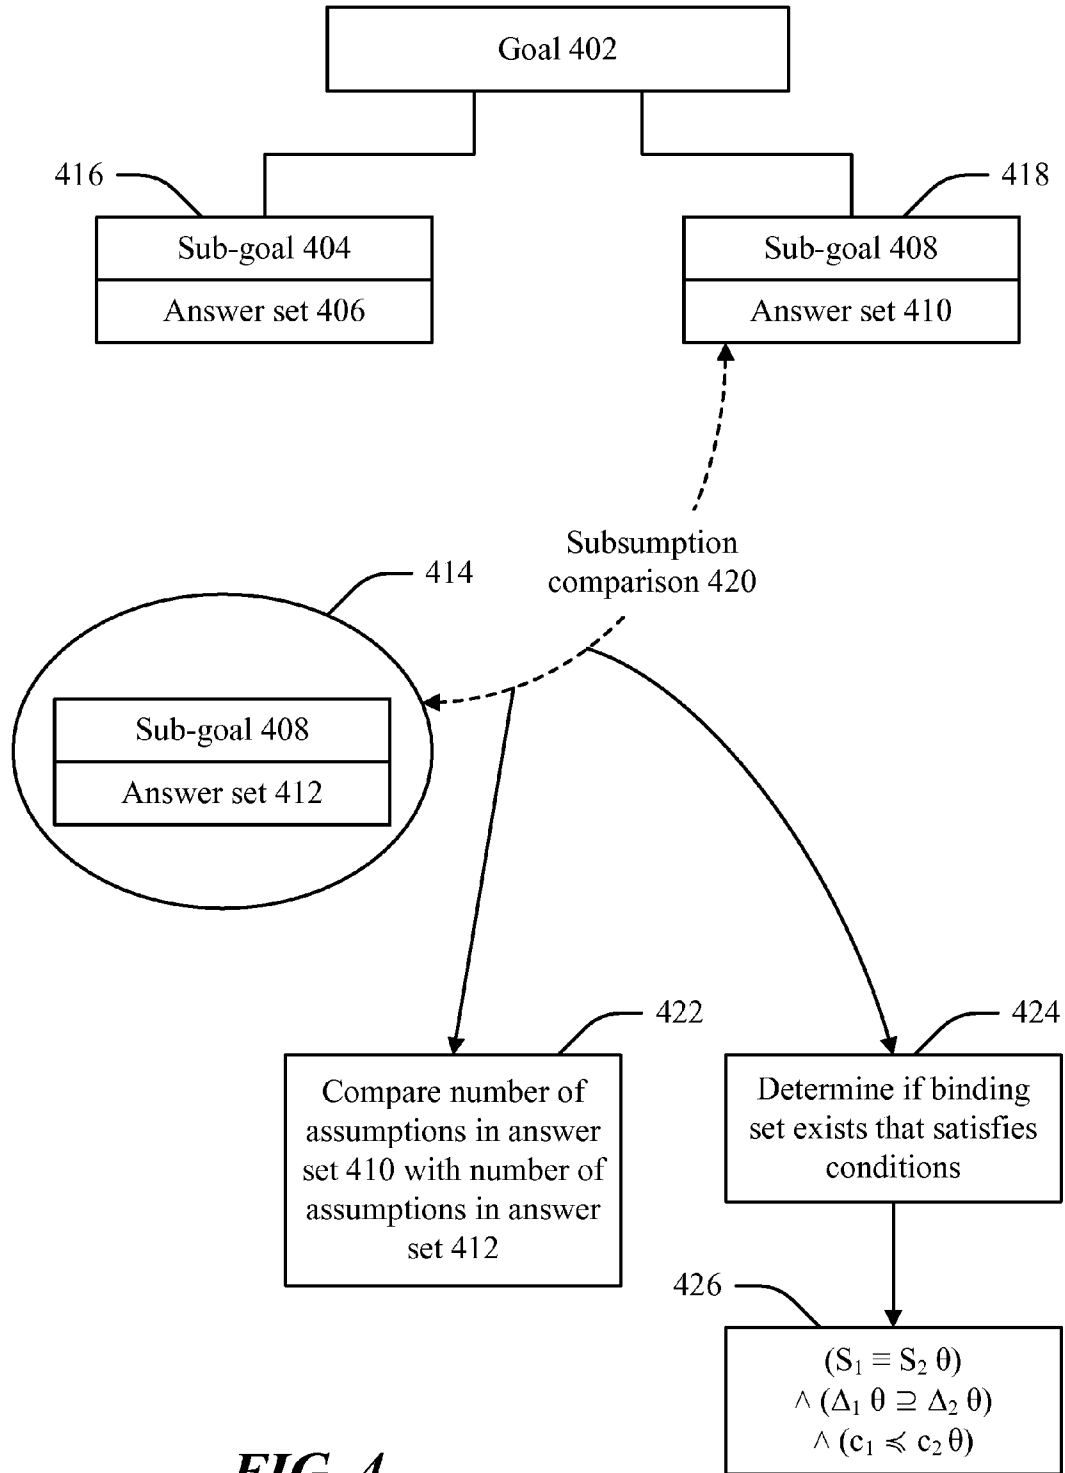 Goal 402
416
418
Sub-goal 404
Answer set 406
Sub-goal 408
Answer set 410
Subsumption
comparison 420
414
Sub-goal 408
Answer set 412
422
424
Compare number of
assumptions in answer
set 410 with number of
assumptions in answer
set 412
Determine if binding
set exists that satisfies
conditions
426
(S₁ ≡ S₂ θ)
∧ (Δ₁ θ ⊇ Δ₂ θ)
∧ (c₁ ≼ c₂ θ)
FIG. 4